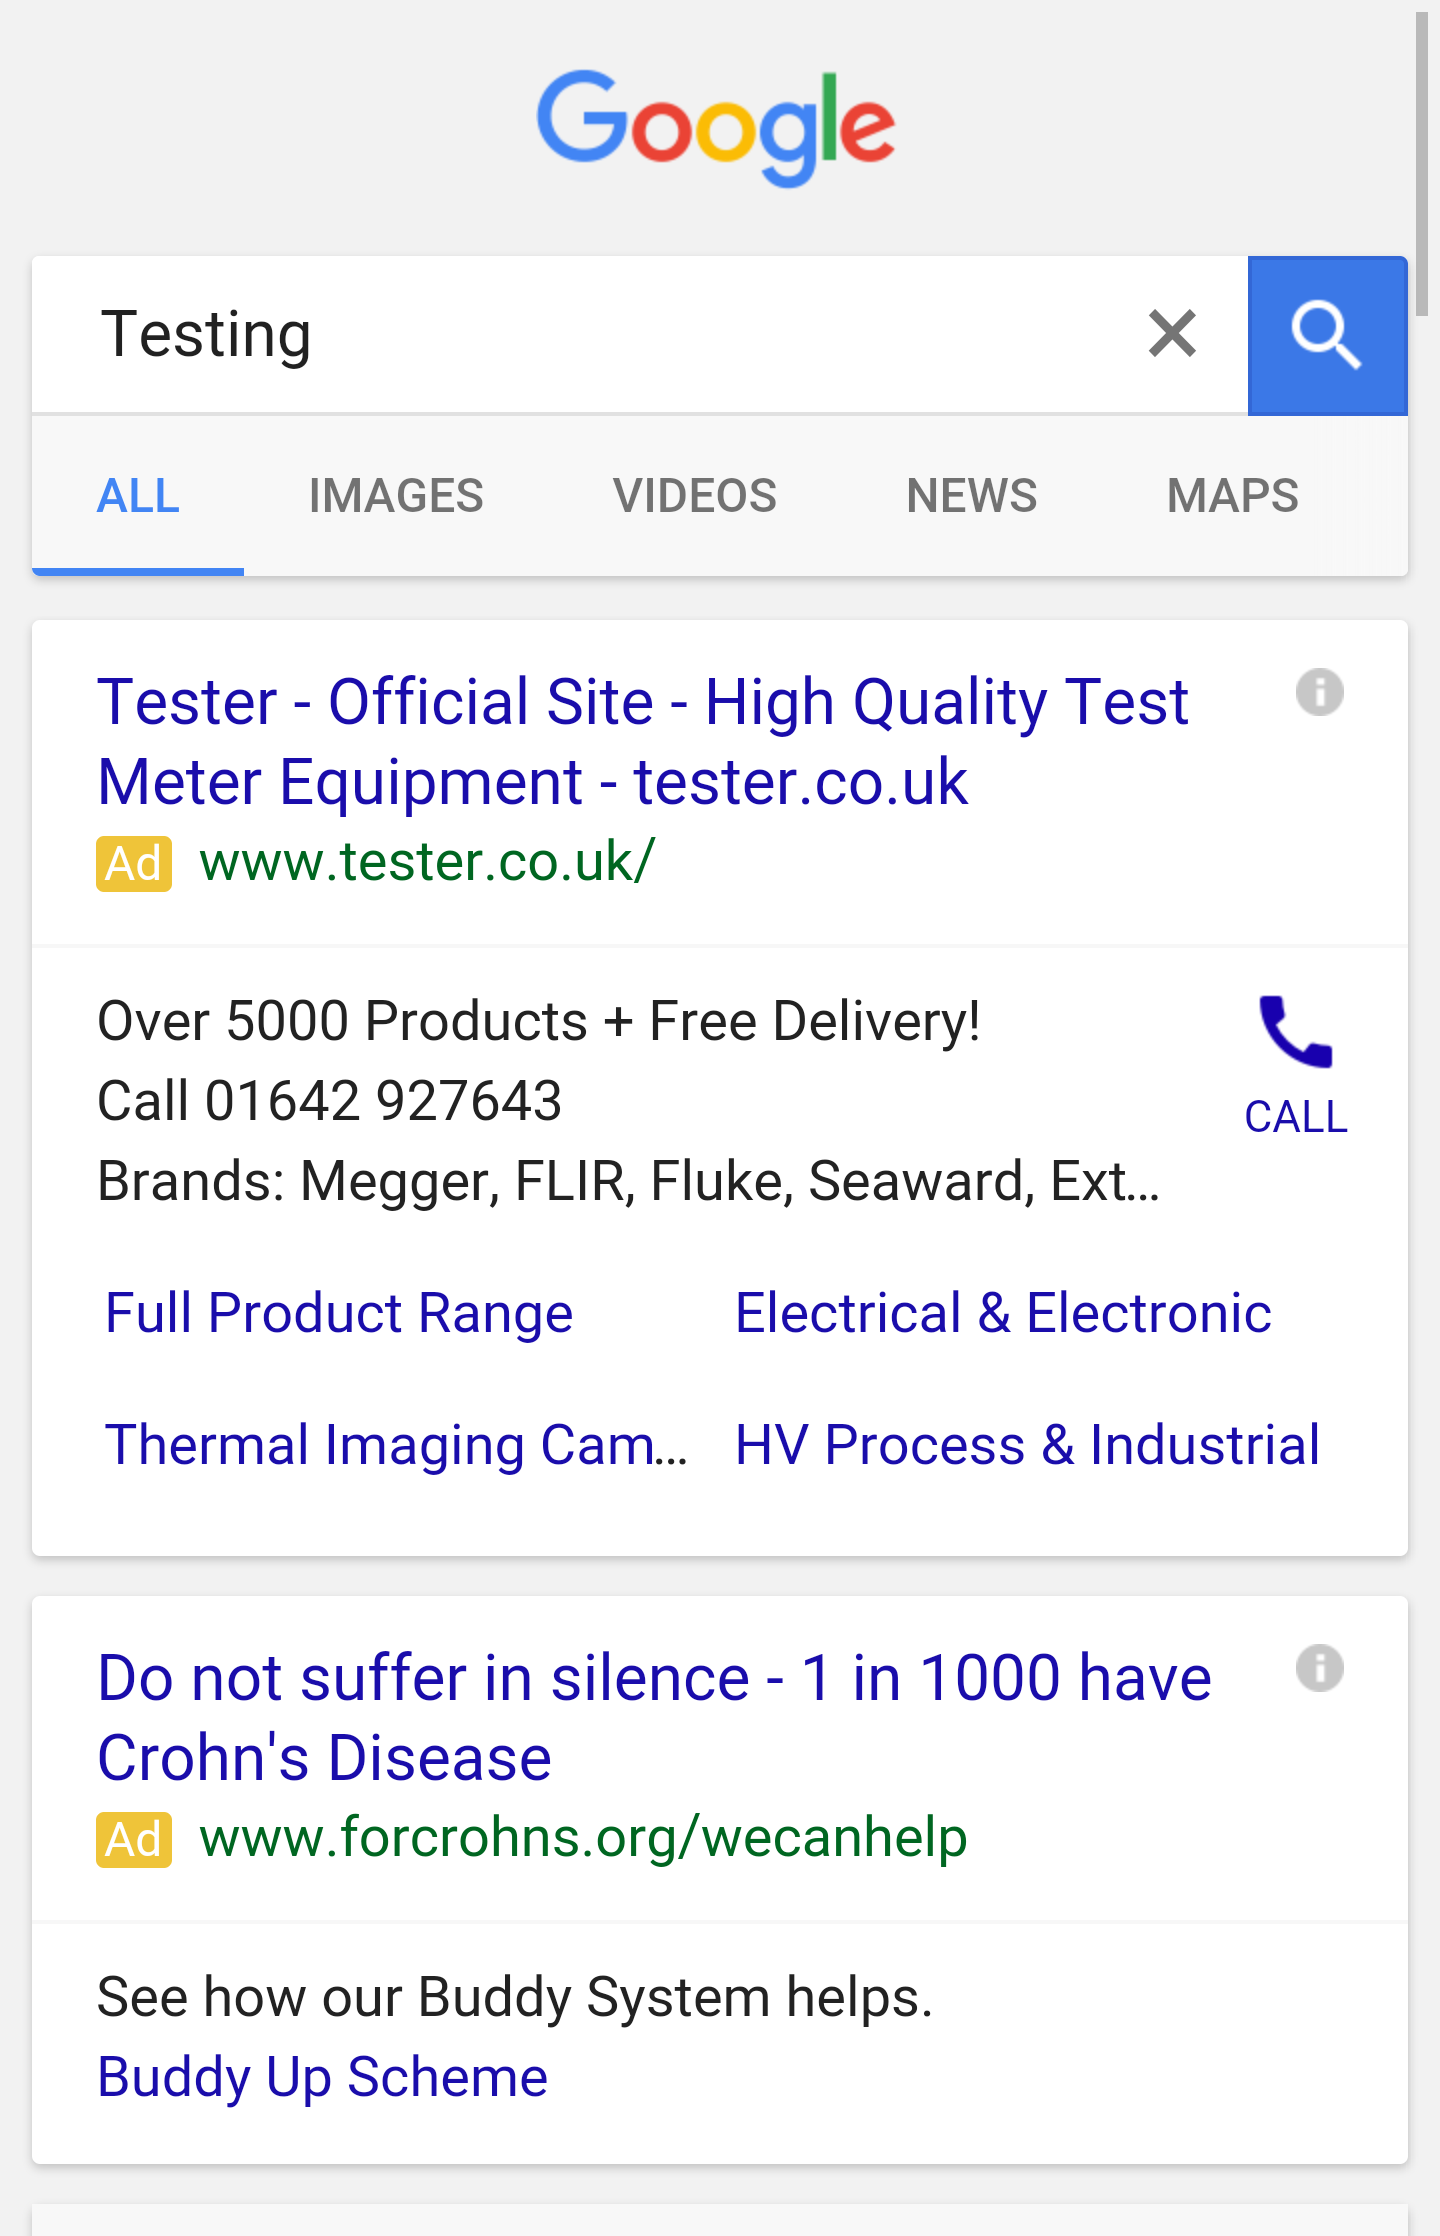 Google
Testing
ALL IMAGES VIDEOS NEWS MAPS
Tester - Official Site - High Quality Test
Meter Equipment - tester.co.uk
Ad www.tester.co.uk/
Over 5000 Products + Free Delivery!
Call 01642 927643
CALL
Brands: Megger, FLIR, Fluke, Seaward, Ext...
Full Product Range Electrical & Electronic
Thermal Imaging Cam... HV Process & Industrial
Do not suffer in silence - 1 in 1000 have
Crohn's Disease
Ad www.forcrohns.org/wecanhelp
See how our Buddy System helps.
Buddy Up Scheme